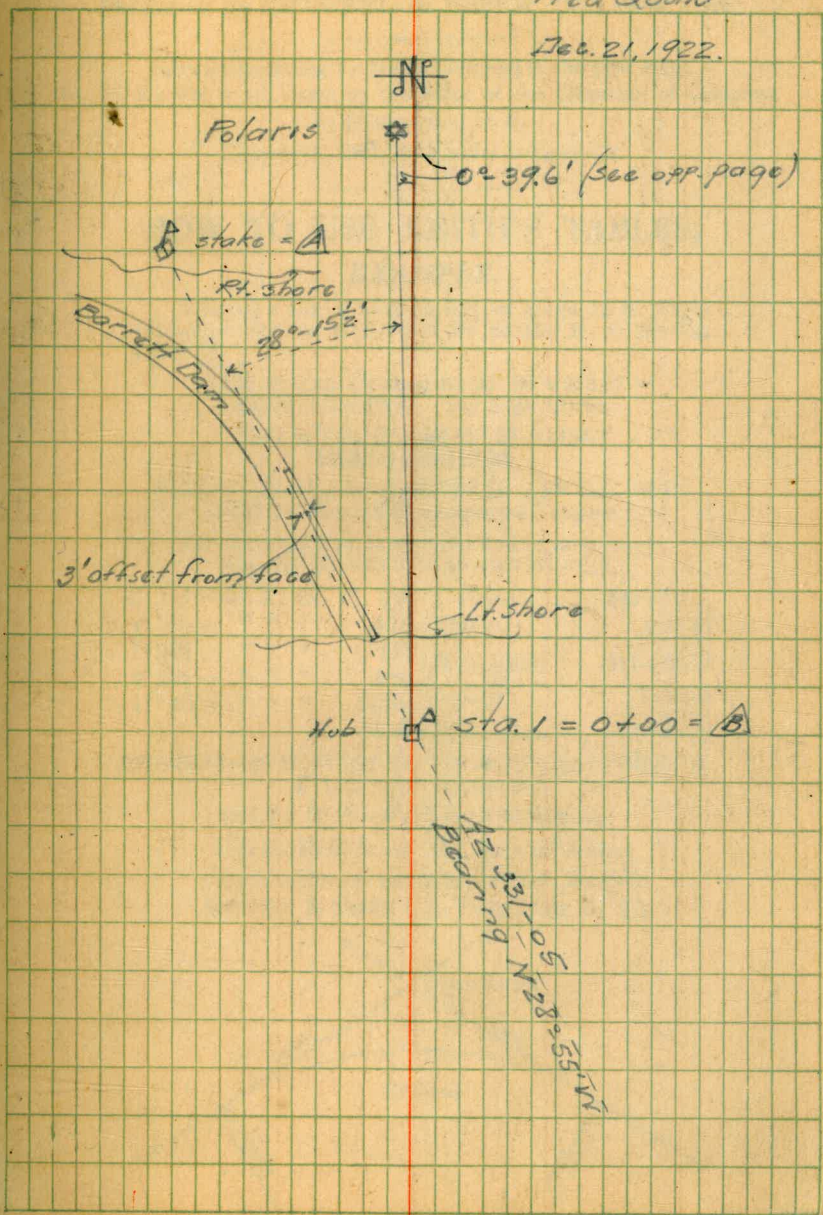 Dec. 21, 1922.
N
Polaris
0°-39.6' (See opp. page)
stake = A
Rt. shore
28°-15½'
Barrett Dam
3' offset from face
Lt. shore
Hub
sta. 1 = 0+00 = B
Az 331°-05'
Bearing N 28°-55' W